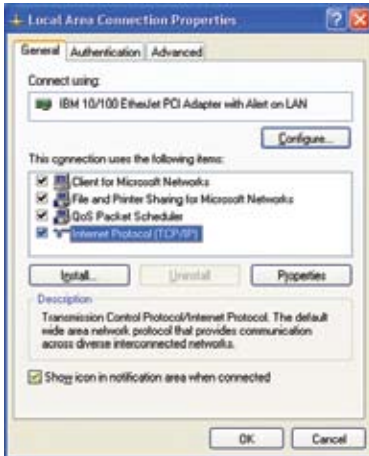 Local Area Connection Properties
General Authentication Advanced
Connect using:
IBM 10/100 EtherJet PCI Adapter with Alert on LAN
Configure...
This connection uses the following items:
Client for Microsoft Networks
File and Printer Sharing for Microsoft Networks
QoS Packet Scheduler
Internet Protocol (TCP/IP)
Install... Uninstall Properties
Description
Transmission Control Protocol/Internet Protocol. The default
wide area network protocol that provides communication
across diverse interconnected networks.
Show icon in notification area when connected
OK Cancel